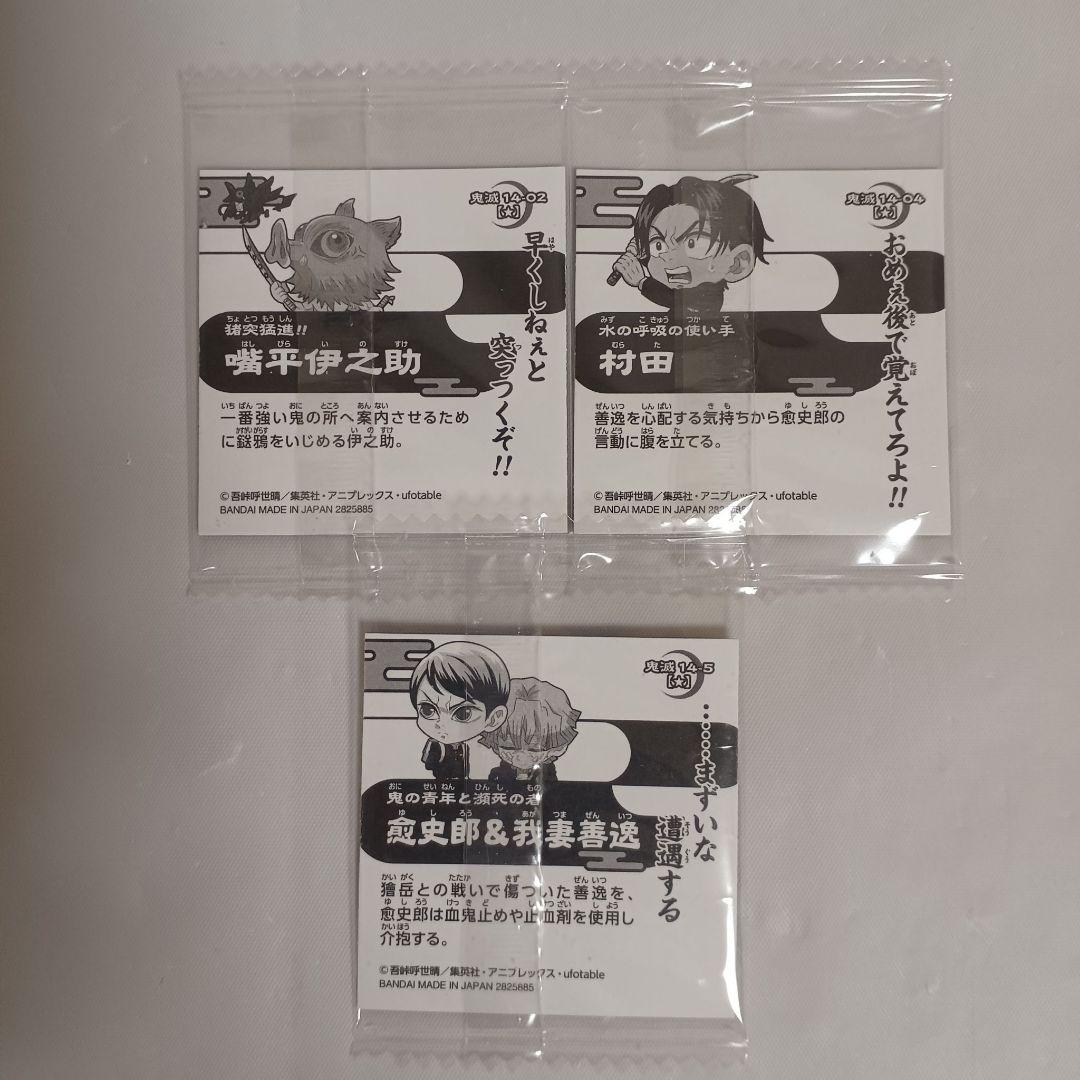 鬼滅 14-02
[★]
早くしねぇと
突っつくぞ!!
猪突猛進!!
嘴平伊之助
一番強い鬼の所へ案内させるため
に鎹鴉をいじめる伊之助。
©吾峠呼世晴／集英社・アニプレックス・ufotable
BANDAI MADE IN JAPAN 2825885
鬼滅 14-04
[★]
おめぇ後で覚えてろよ!!
水の呼吸の使い手
村田
善逸を心配する気持ちから愈史郎の
言動に腹を立てる。
©吾峠呼世晴／集英社・アニプレックス・ufotable
BANDAI MADE IN JAPAN
鬼滅 14-5
[★]
……まずいな
遭遇する
鬼の青年と瀕死の者
愈史郎&我妻善逸
獪岳との戦いで傷ついた善逸を、
愈史郎は血鬼止めや止血剤を使用し
介抱する。
©吾峠呼世晴／集英社・アニプレックス・ufotable
BANDAI MADE IN JAPAN 2825885